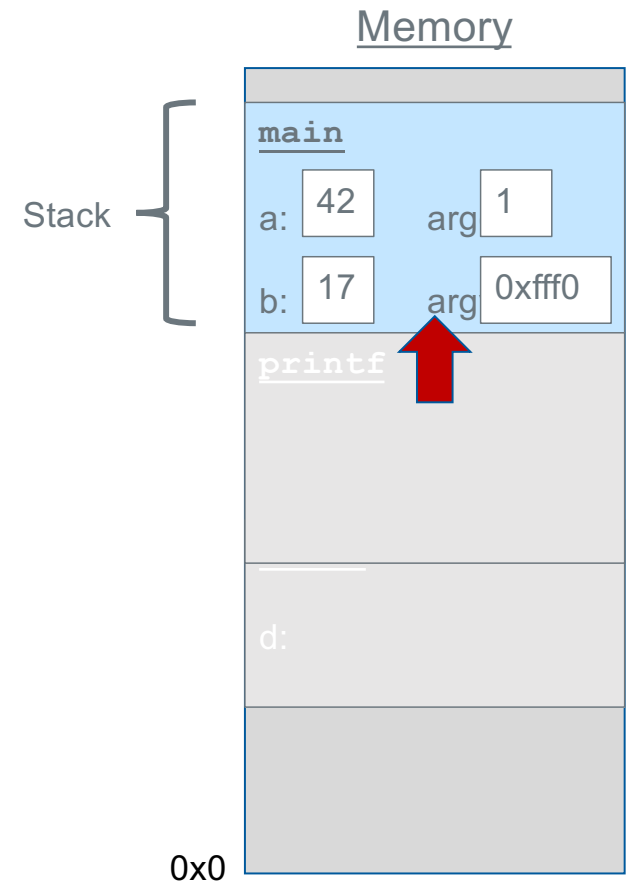 Memory
Stack
main
a: 42 arg 1
b: 17 arg 0xfff0
printf
d:
0x0